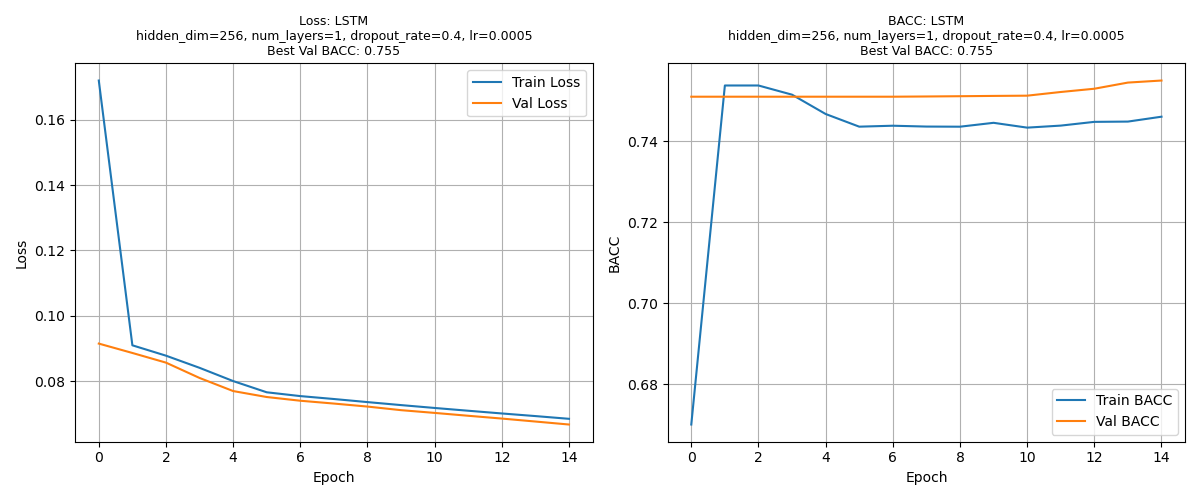 Loss: LSTM
hidden_dim=256, num_layers=1, dropout_rate=0.4, lr=0.0005
Best Val BACC: 0.755
Train Loss
Val Loss
0.16
0.14
0.12
0.10
0.08
Loss
0 2 4 6 8 10 12 14
Epoch
BACC: LSTM
hidden_dim=256, num_layers=1, dropout_rate=0.4, lr=0.0005
Best Val BACC: 0.755
0.74
0.72
0.70
0.68
BACC
Train BACC
Val BACC
0 2 4 6 8 10 12 14
Epoch